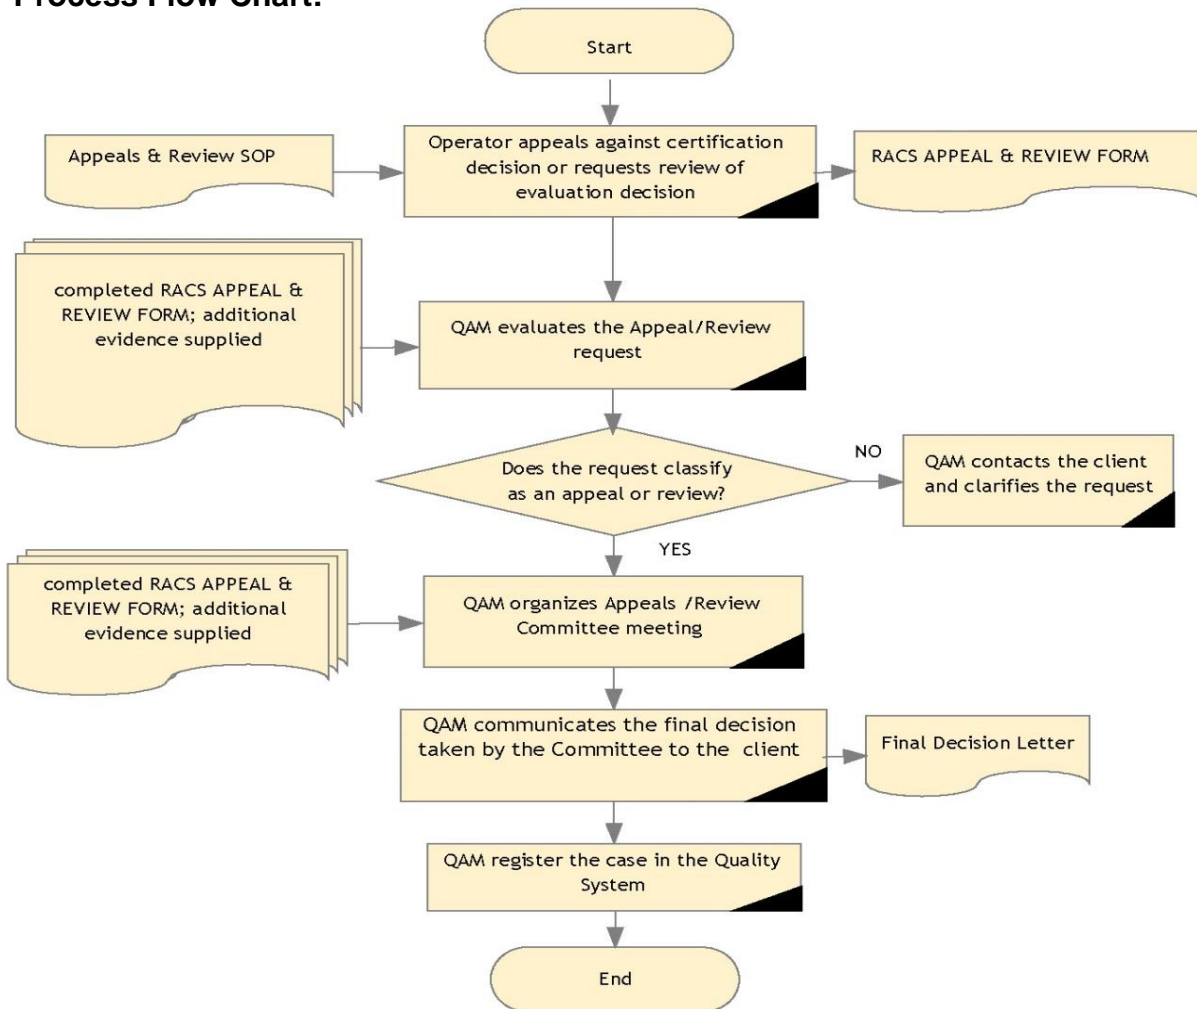 Process Flow Chart:
Start
Appeals & Review SOP
Operator appeals against certification
decision or requests review of
evaluation decision
RACS APPEAL & REVIEW FORM
completed RACS APPEAL &
REVIEW FORM; additional
evidence supplied
QAM evaluates the Appeal/Review
request
Does the request classify
as an appeal or review?
NO
QAM contacts the client
and clarifies the request
YES
completed RACS APPEAL &
REVIEW FORM; additional
evidence supplied
QAM organizes Appeals /Review
Committee meeting
QAM communicates the final decision
taken by the Committee to the client
Final Decision Letter
QAM register the case in the Quality
System
End